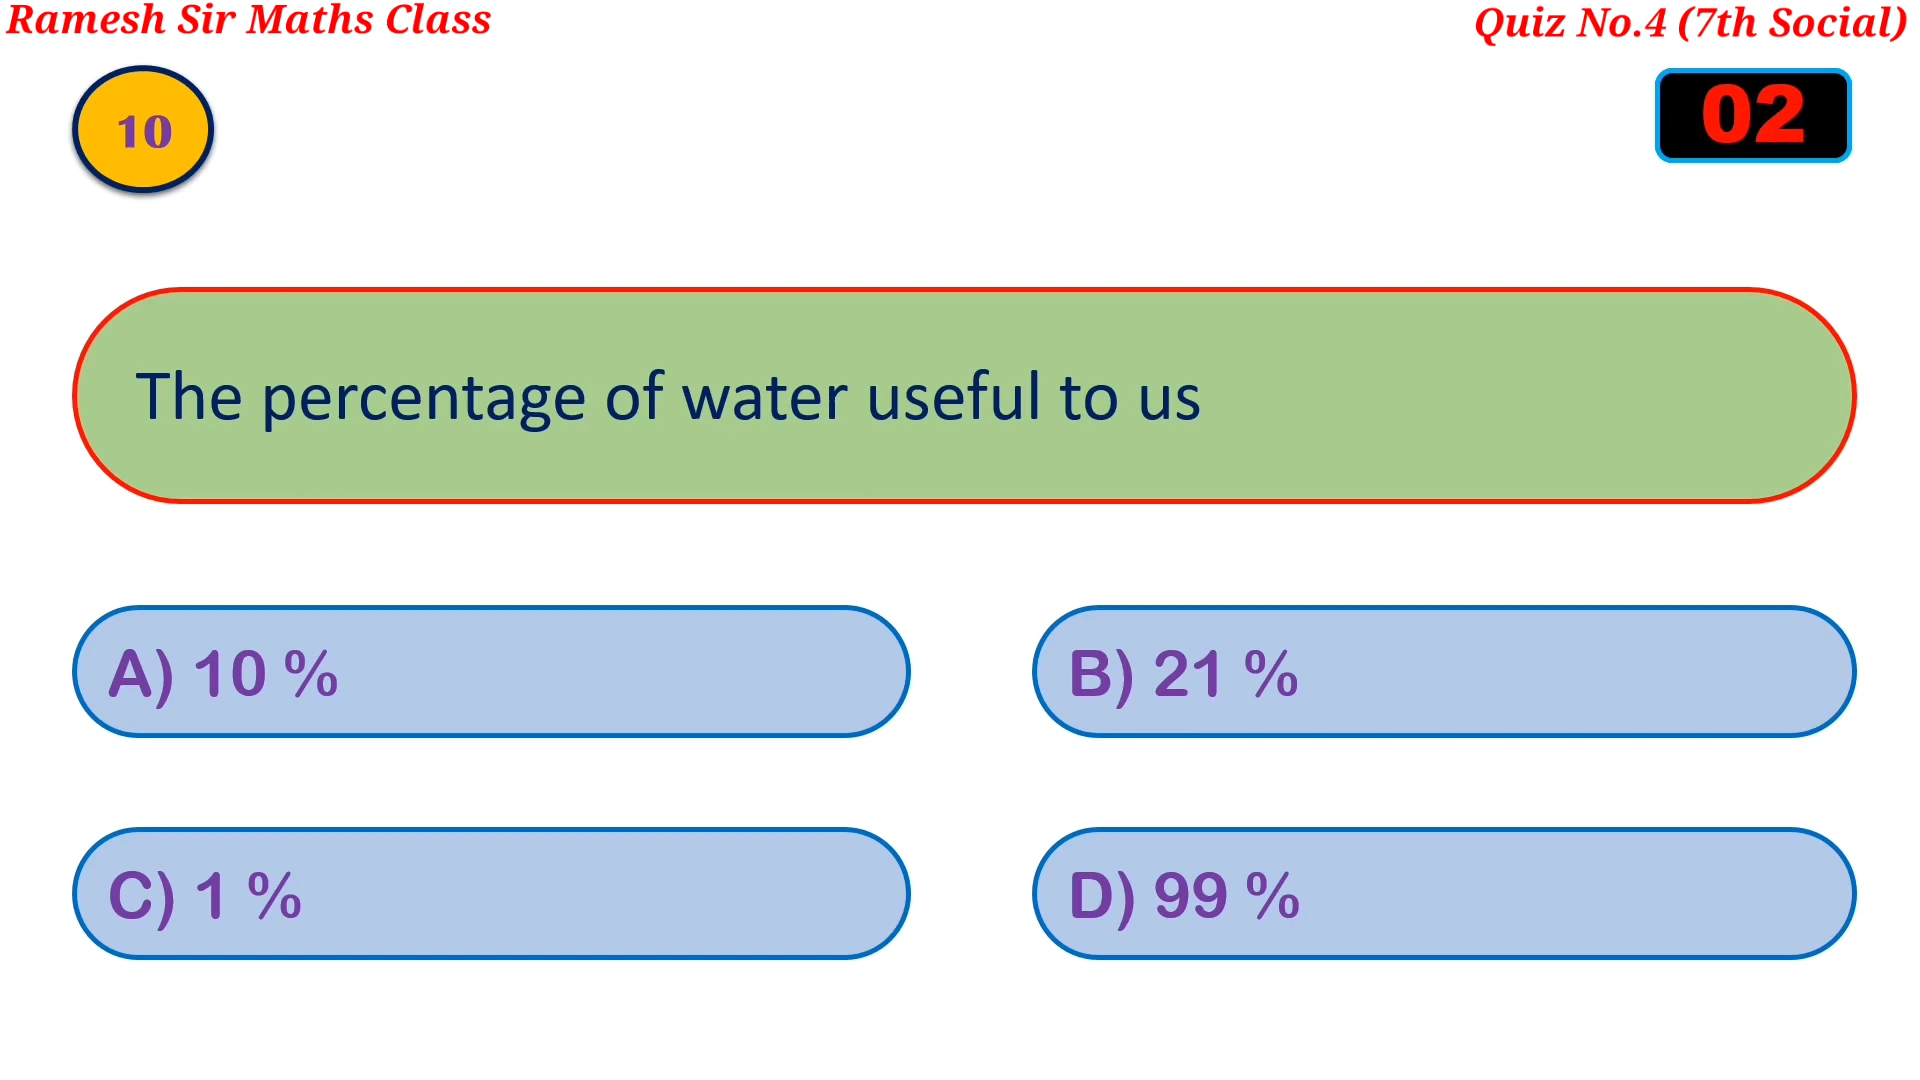 Ramesh Sir Maths Class
Quiz No.4 (7th Social)
10
02
The percentage of water useful to us
A) 10 %
B) 21 %
C) 1 %
D) 99 %